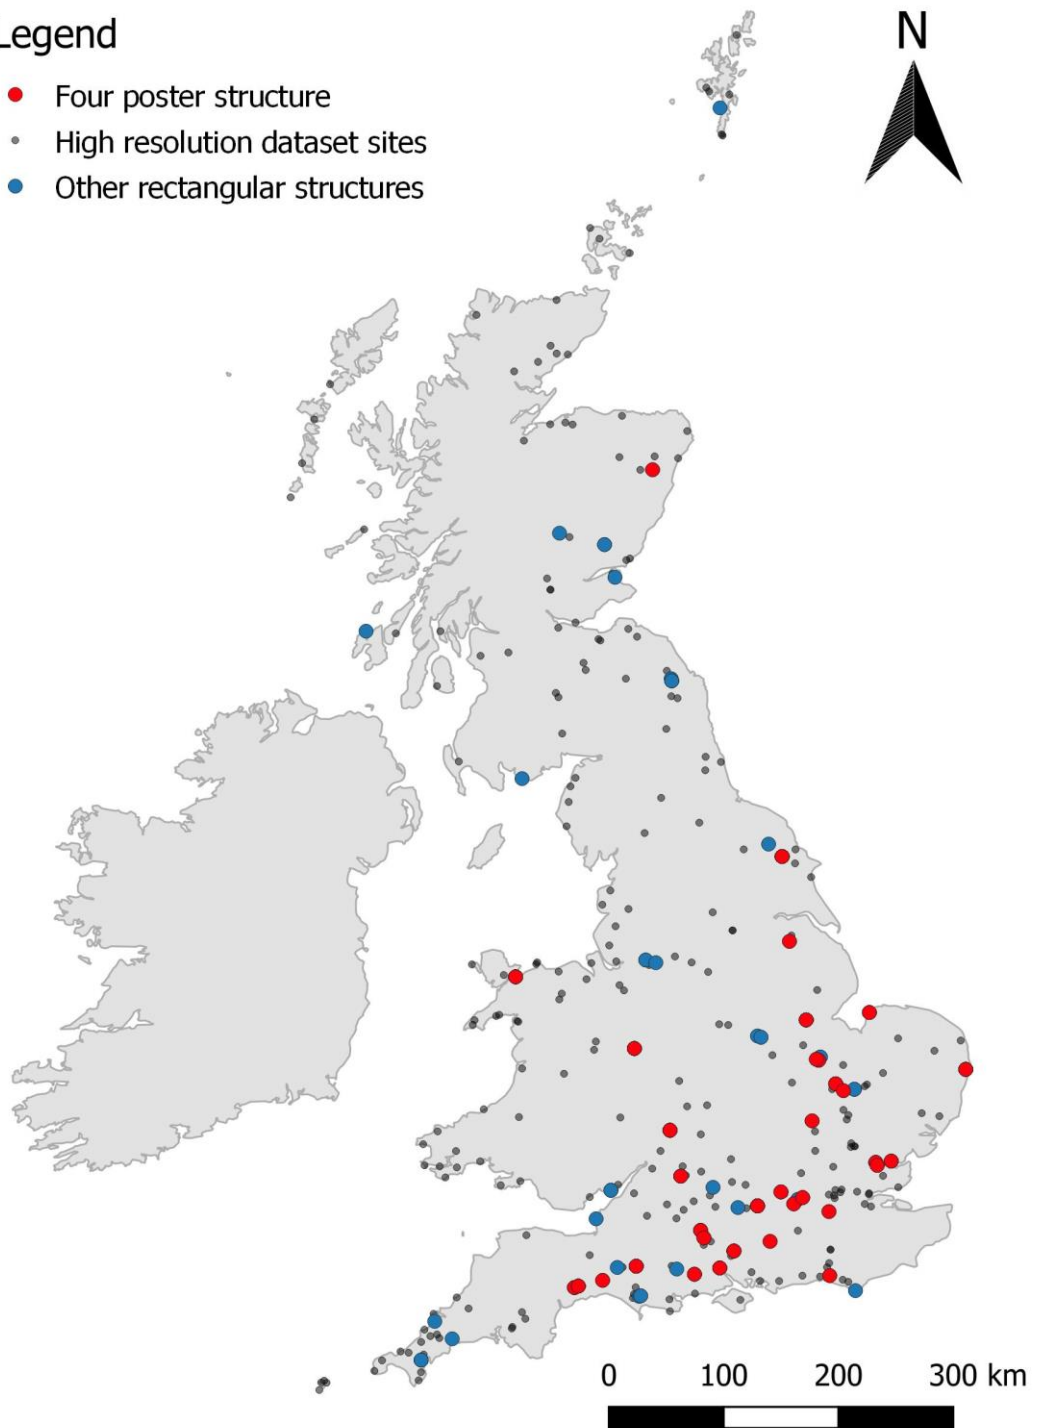 Legend
N
Four poster structure
High resolution dataset sites
Other rectangular structures
0 100 200 300 km